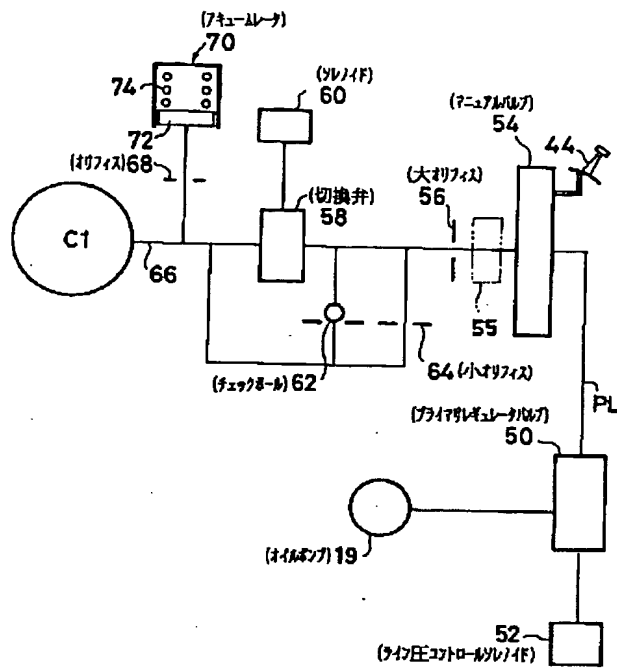 (アキュームレータ)
70
74
72
(オリフィス)68
(ソレノイド)
60
(マニュアルバルブ)
54
44
(大オリフィス)
56
(切換弁)
58
C1
66
55
(チェックボール)62
64(小オリフィス)
PL
(プライマリレギュレータバルブ)
50
(オイルポンプ)19
52
(ライン圧コントロールソレノイド)